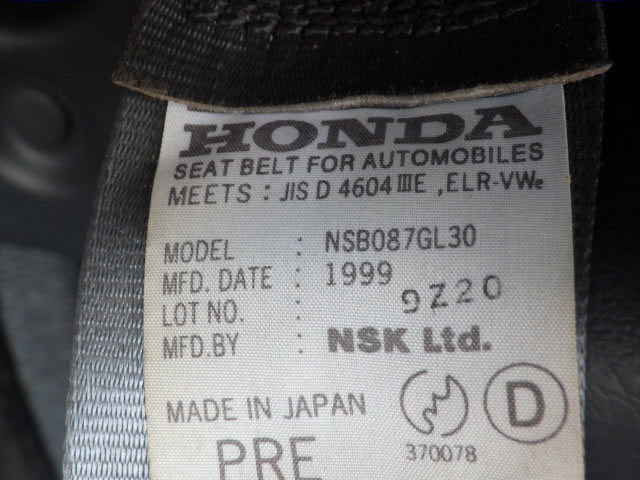 HONDA
SEAT BELT FOR AUTOMOBILES
MEETS : JIS D 4604 ⅢE , ELR-VWe
MODEL : NSB087GL30
MFD. DATE : 1999
LOT NO. : 9Z20
MFD.BY : NSK Ltd.
MADE IN JAPAN
D
370078
PRE